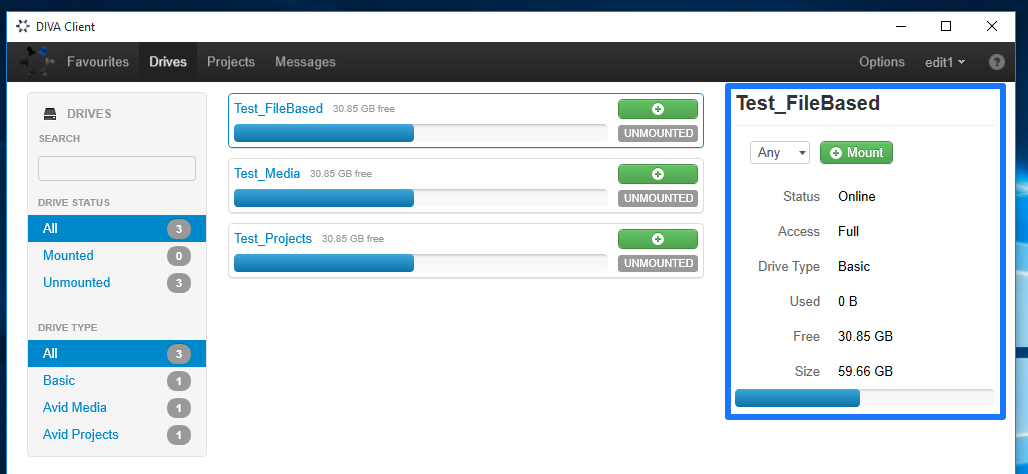 DIVA Client
Favourites Drives Projects Messages Options edit1 ?
DRIVES
SEARCH
DRIVE STATUS
All 3
Mounted 0
Unmounted 3
DRIVE TYPE
All 3
Basic 1
Avid Media 1
Avid Projects 1
Test_FileBased 30.85 GB free
UNMOUNTED
Test_Media 30.85 GB free
UNMOUNTED
Test_Projects 30.85 GB free
UNMOUNTED
Test_FileBased
Any Mount
Status Online
Access Full
Drive Type Basic
Used 0 B
Free 30.85 GB
Size 59.66 GB